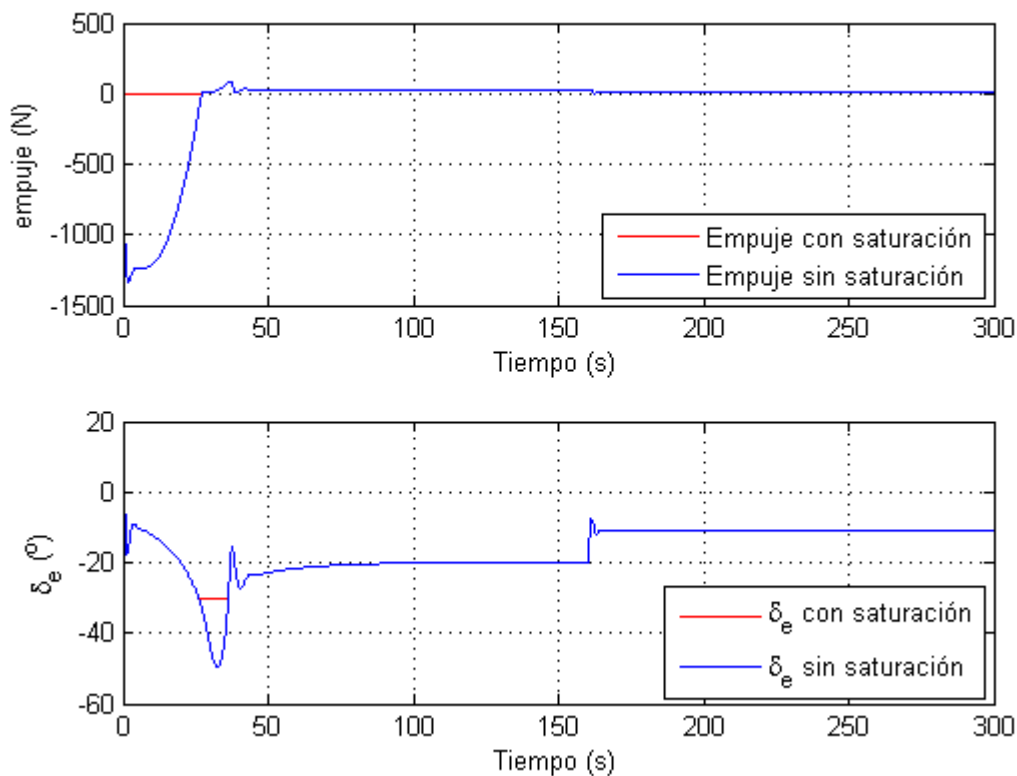 500
0
-500
-1000
-1500
empuje (N)
Empuje con saturación
Empuje sin saturación
0 50 100 150 200 250 300
Tiempo (s)
20
0
-20
-40
-60
δe (º)
δe con saturación
δe sin saturación
0 50 100 150 200 250 300
Tiempo (s)